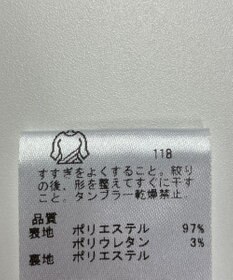 11B
すすぎをよくすること。絞り
の後、形を整えてすぐに干す
こと。タンブラー乾燥禁止.
品質
表地 ポリエステル 97%
ポリウレタン 3%
裏地 ポリエステル